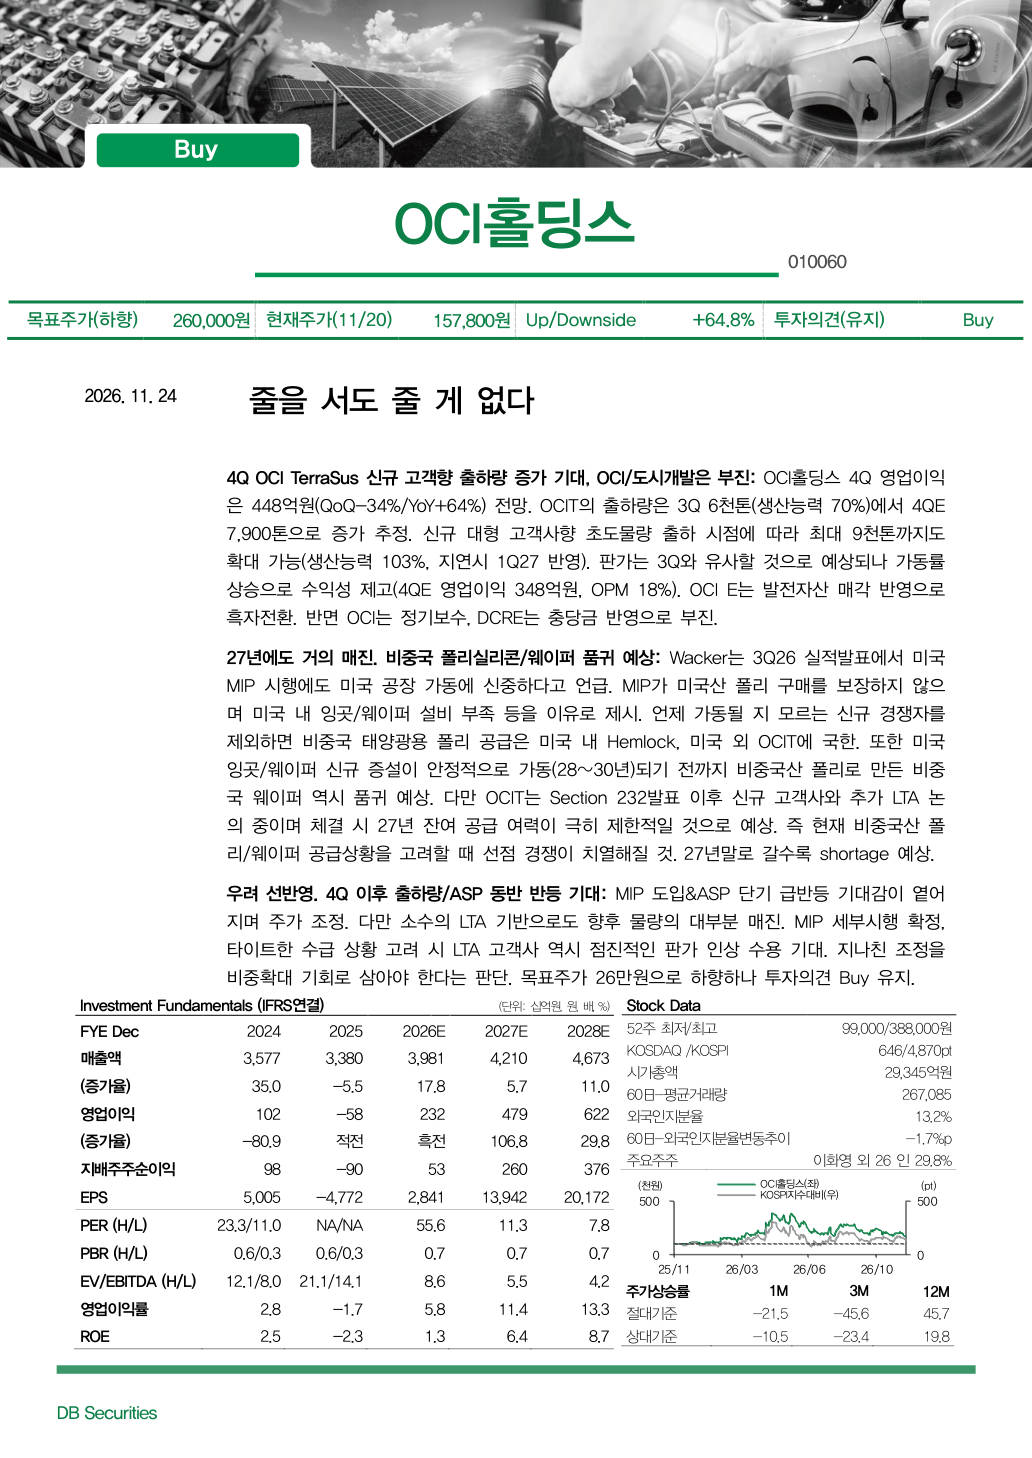 Buy
OCI홀딩스
010060
목표주가(하향) 260,000원 현재주가(11/20) 157,800원 Up/Downside +64.8% 투자의견(유지) Buy
2026. 11. 24
줄을 서도 줄 게 없다
4Q OCI TerraSus 신규 고객향 출하량 증가 기대, OCI/도시개발은 부진: OCI홀딩스 4Q 영업이익
은 448억원(QoQ-34%/YoY+64%) 전망. OCIT의 출하량은 3Q 6천톤(생산능력 70%)에서 4QE
7,900톤으로 증가 추정. 신규 대형 고객사향 초도물량 출하 시점에 따라 최대 9천톤까지도
확대 가능(생산능력 103%, 지연시 1Q27 반영). 판가는 3Q와 유사할 것으로 예상되나 가동률
상승으로 수익성 제고(4QE 영업이익 348억원, OPM 18%). OCI E는 발전자산 매각 반영으로
흑자전환. 반면 OCI는 정기보수, DCRE는 충당금 반영으로 부진.
27년에도 거의 매진. 비중국 폴리실리콘/웨이퍼 품귀 예상: Wacker는 3Q26 실적발표에서 미국
MIP 시행에도 미국 공장 가동에 신중하다고 언급. MIP가 미국산 폴리 구매를 보장하지 않으
며 미국 내 잉곳/웨이퍼 설비 부족 등을 이유로 제시. 언제 가동될 지 모르는 신규 경쟁자를
제외하면 비중국 태양광용 폴리 공급은 미국 내 Hemlock, 미국 외 OCIT에 국한. 또한 미국
잉곳/웨이퍼 신규 증설이 안정적으로 가동(28~30년)되기 전까지 비중국산 폴리로 만든 비중
국 웨이퍼 역시 품귀 예상. 다만 OCIT는 Section 232발표 이후 신규 고객사와 추가 LTA 논
의 중이며 체결 시 27년 잔여 공급 여력이 극히 제한적일 것으로 예상. 즉 현재 비중국산 폴
리/웨이퍼 공급상황을 고려할 때 선점 경쟁이 치열해질 것. 27년말로 갈수록 shortage 예상.
우려 선반영. 4Q 이후 출하량/ASP 동반 반등 기대: MIP 도입&ASP 단기 급반등 기대감이 옅어
지며 주가 조정. 다만 소수의 LTA 기반으로도 향후 물량의 대부분 매진. MIP 세부시행 확정,
타이트한 수급 상황 고려 시 LTA 고객사 역시 점진적인 판가 인상 수용 기대. 지나친 조정을
비중확대 기회로 삼아야 한다는 판단. 목표주가 26만원으로 하향하나 투자의견 Buy 유지.
Investment Fundamentals (IFRS연결) (단위: 십억원, 원, 배, %)
FYE Dec 2024 2025 2026E 2027E 2028E
매출액 3,577 3,380 3,981 4,210 4,673
(증가율) 35.0 -5.5 17.8 5.7 11.0
영업이익 102 -58 232 479 622
(증가율) -80.9 적전 흑전 106.8 29.8
지배주주순이익 98 -90 53 260 376
EPS 5,005 -4,772 2,841 13,942 20,172
PER (H/L) 23.3/11.0 NA/NA 55.6 11.3 7.8
PBR (H/L) 0.6/0.3 0.6/0.3 0.7 0.7 0.7
EV/EBITDA (H/L) 12.1/8.0 21.1/14.1 8.6 5.5 4.2
영업이익률 2.8 -1.7 5.8 11.4 13.3
ROE 2.5 -2.3 1.3 6.4 8.7
Stock Data
52주 최저/최고 99,000/388,000원
KOSDAQ /KOSPI 646/4,870pt
시가총액 29,345억원
60日-평균거래량 267,085
외국인지분율 13.2%
60日-외국인지분율변동추이 -1.7%p
주요주주 이화영 외 26 인 29.8%
(천원) OCI홀딩스(좌) (pt)
500 KOSPI지수대비(우) 500
0 0
25/11 26/03 26/06 26/10
주가상승률 1M 3M 12M
절대기준 -21.5 -45.6 45.7
상대기준 -10.5 -23.4 19.8
DB Securities